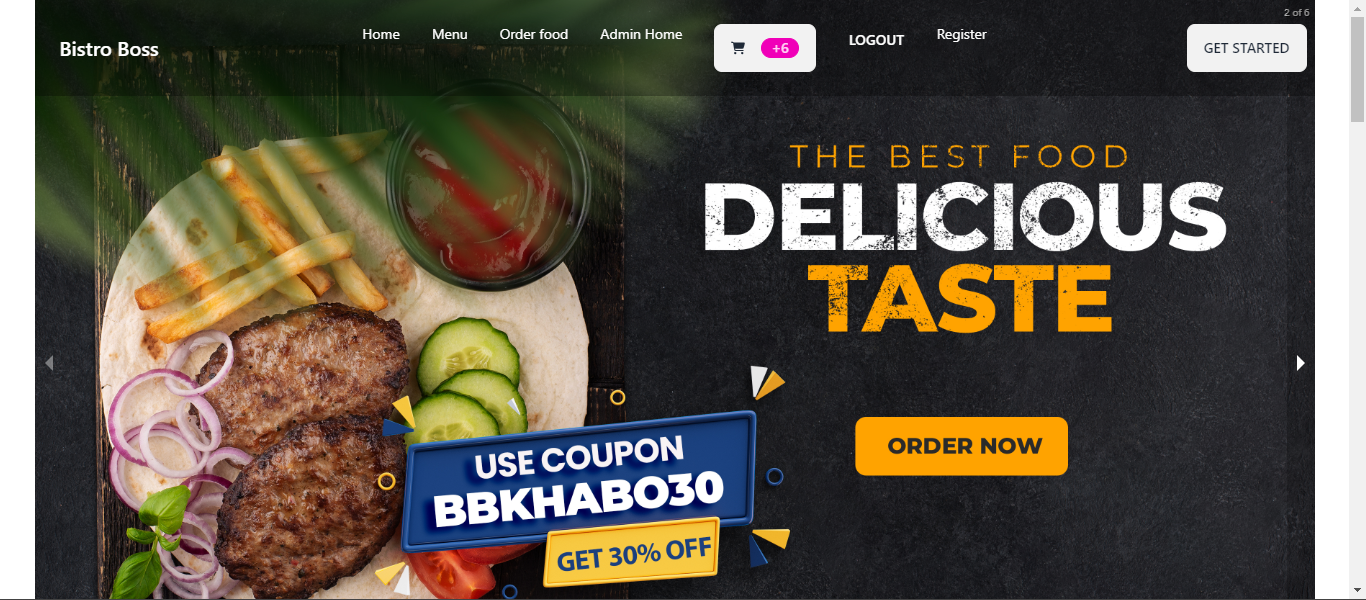 2 of 6
Bistro Boss
Home
Menu
Order food
Admin Home
+6
LOGOUT
Register
GET STARTED
THE BEST FOOD
DELICIOUS
TASTE
ORDER NOW
USE COUPON
BBKHABO30
GET 30% OFF